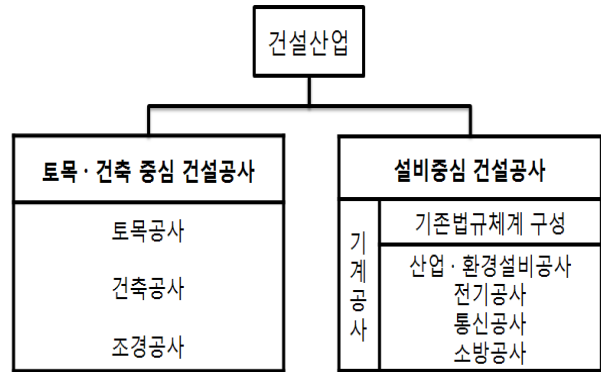 건설산업
토목 · 건축 중심 건설공사
토목공사
건축공사
조경공사
설비중심 건설공사
기계공사
기존법규체계 구성
산업 · 환경설비공사
전기공사
통신공사
소방공사